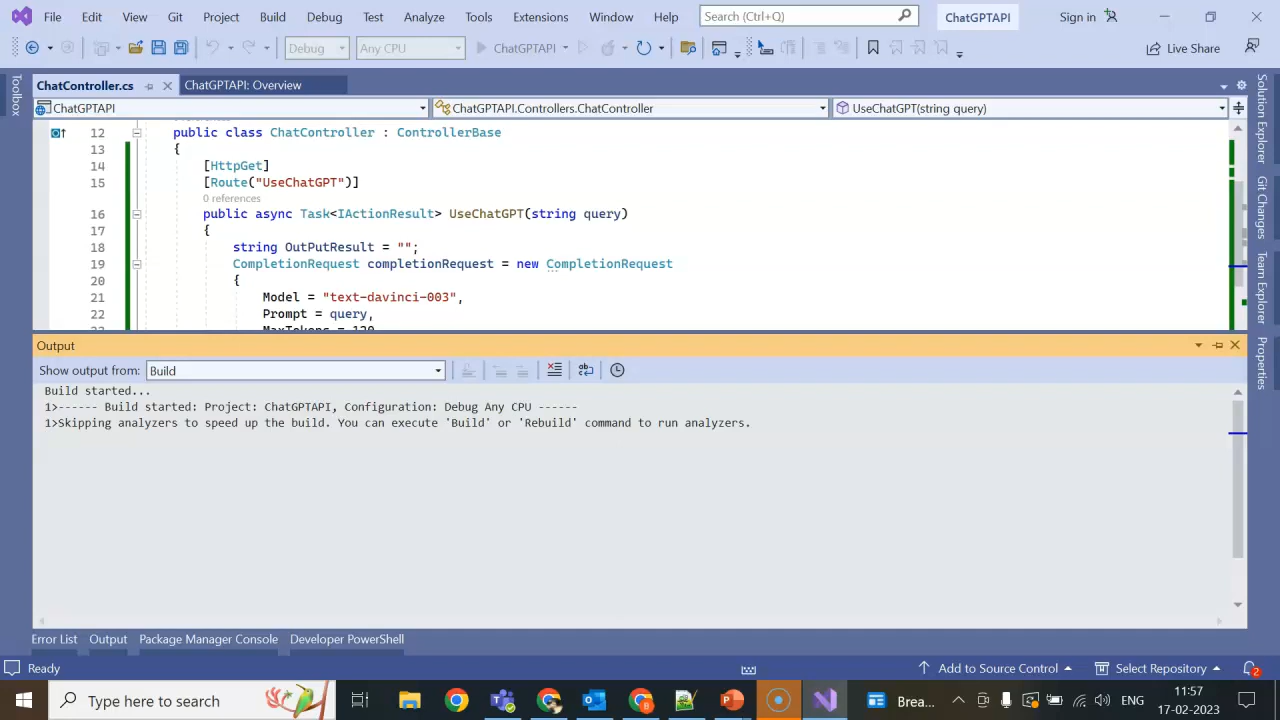 File Edit View Git Project Build Debug Test Analyze Tools Extensions Window Help Search (Ctrl+Q) ChatGPTAPI Sign in
Debug Any CPU ChatGPTAPI Live Share
ChatController.cs ChatGPTAPI: Overview
ChatGPTAPI ChatGPTAPI.Controllers.ChatController UseChatGPT(string query)
12 public class ChatController : ControllerBase
13 {
14 [HttpGet]
15 [Route("UseChatGPT")]
0 references
16 public async Task<IActionResult> UseChatGPT(string query)
17 {
18 string OutPutResult = "";
19 CompletionRequest completionRequest = new CompletionRequest
20 {
21 Model = "text-davinci-003",
22 Prompt = query,
23 MaxTokens = 120
Toolbox
Solution Explorer
Git Changes
Team Explorer
Properties
Output
Show output from: Build
Build started...
1>------ Build started: Project: ChatGPTAPI, Configuration: Debug Any CPU ------
1>Skipping analyzers to speed up the build. You can execute 'Build' or 'Rebuild' command to run analyzers.
Error List Output Package Manager Console Developer PowerShell
Ready Add to Source Control Select Repository 2
Type here to search Brea... ENG 11:57
17-02-2023